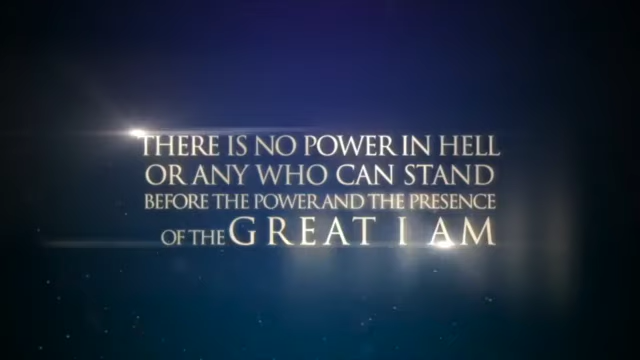 THERE IS NO POWER IN HELL
OR ANY WHO CAN STAND
BEFORE THE POWER AND THE PRESENCE
OF THE GREAT I AM